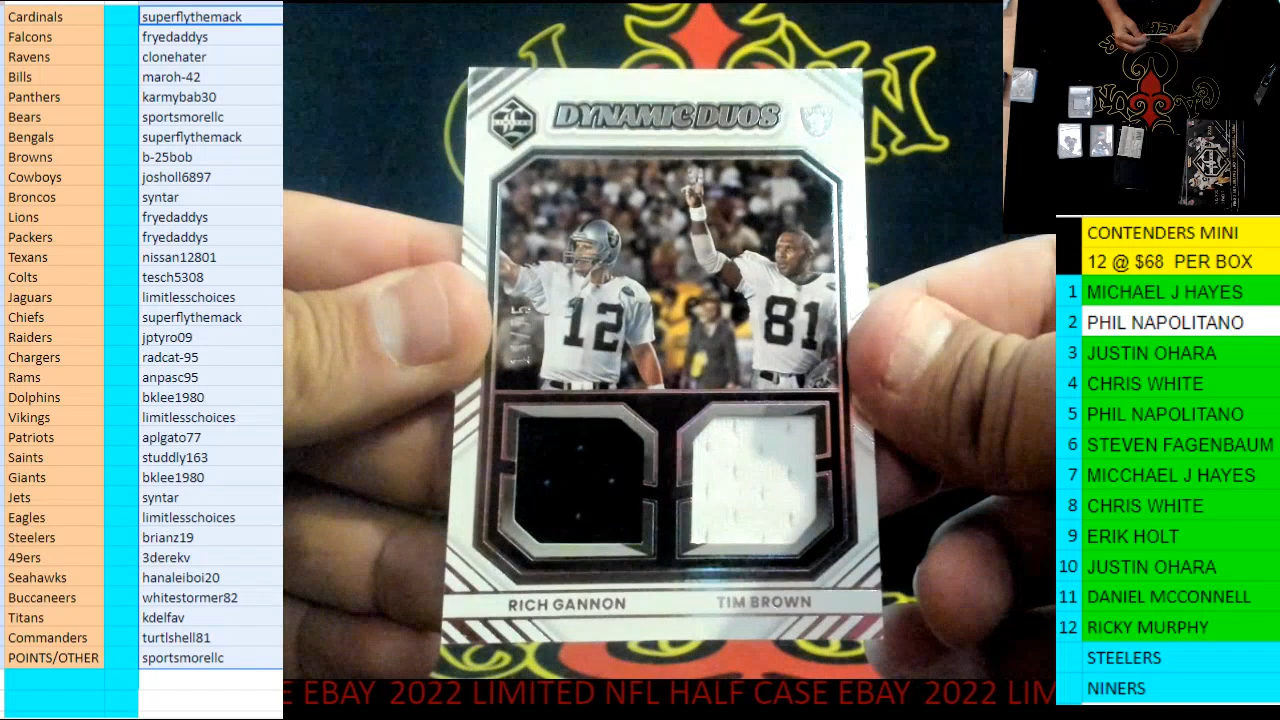 Cardinals superflythemack
Falcons fryedaddys
Ravens clonehater
Bills maroh-42
Panthers karmybab30
Bears sportsmorellc
Bengals superflythemack
Browns b-25bob
Cowboys josholl6897
Broncos syntar
Lions fryedaddys
Packers fryedaddys
Texans nissan12801
Colts tesch5308
Jaguars limitlesschoices
Chiefs superflythemack
Raiders jptyro09
Chargers radcat-95
Rams anpasc95
Dolphins bklee1980
Vikings limitlesschoices
Patriots aplgato77
Saints studdly163
Giants bklee1980
Jets syntar
Eagles limitlesschoices
Steelers brianz19
49ers 3derekv
Seahawks hanaleiboi20
Buccaneers whitestormer82
Titans kdelfav
Commanders turtlshell81
POINTS/OTHER sportsmorellc
LIMITED
DYNAMIC DUOS
12
81
RICH GANNON TIM BROWN
E EBAY 2022 LIMITED NFL HALF CASE EBAY 2022 LIM
CONTENDERS MINI
12 @ $68 PER BOX
1 MICHAEL J HAYES
2 PHIL NAPOLITANO
3 JUSTIN OHARA
4 CHRIS WHITE
5 PHIL NAPOLITANO
6 STEVEN FAGENBAUM
7 MICCHAEL J HAYES
8 CHRIS WHITE
9 ERIK HOLT
10 JUSTIN OHARA
11 DANIEL MCCONNELL
12 RICKY MURPHY
STEELERS
NINERS